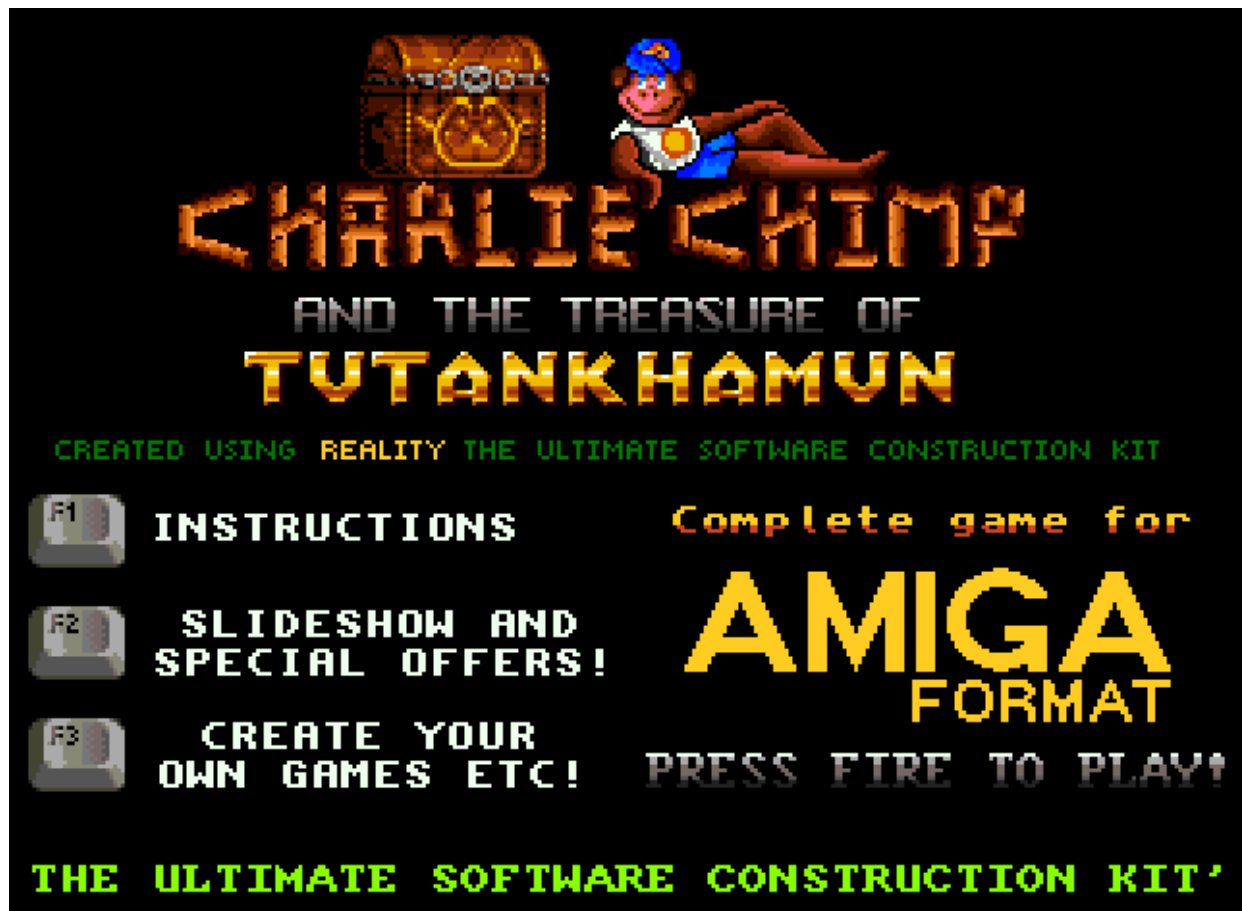 CHARLIE CHIMP
AND THE TREASURE OF
TUTANKHAMUN
CREATED USING REALITY THE ULTIMATE SOFTWARE CONSTRUCTION KIT
F1
INSTRUCTIONS
F2
SLIDESHOW AND
SPECIAL OFFERS!
F3
CREATE YOUR
OWN GAMES ETC!
Complete game for
AMIGA
FORMAT
PRESS FIRE TO PLAY!
THE ULTIMATE SOFTWARE CONSTRUCTION KIT'